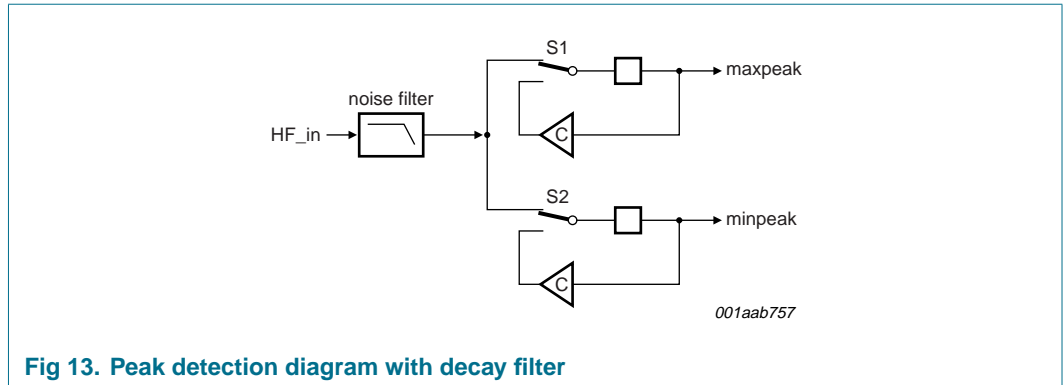 S1
maxpeak
noise filter
HF_in
C
S2
minpeak
C
001aab757
Fig 13. Peak detection diagram with decay filter